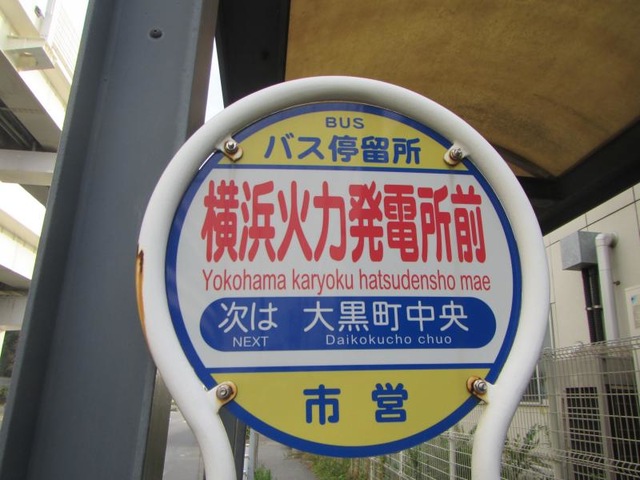 BUS
バス停留所
横浜火力発電所前
Yokohama karyoku hatsudensho mae
次は 大黒町中央
NEXT Daikokucho chuo
市営